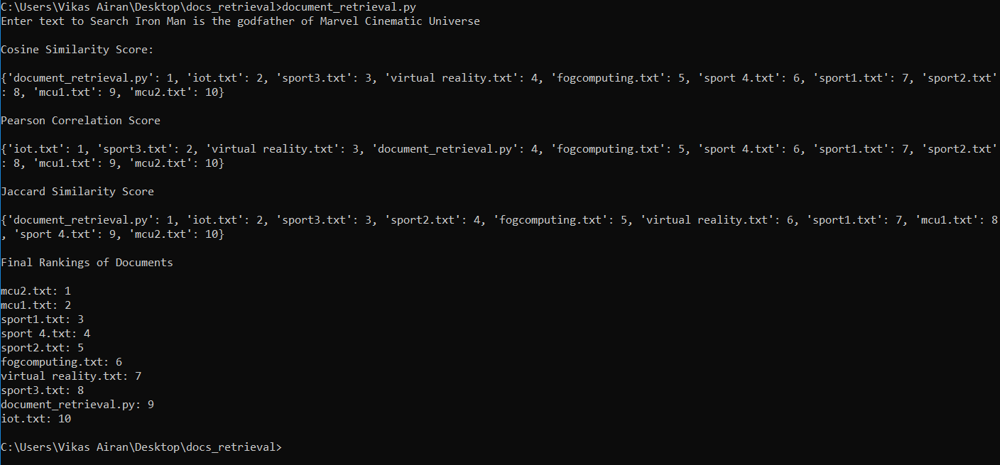 C:\Users\Vikas Airan\Desktop\docs_retrieval>document_retrieval.py
Enter text to Search Iron Man is the godfather of Marvel Cinematic Universe
Cosine Similarity Score:
{'document_retrieval.py': 1, 'iot.txt': 2, 'sport3.txt': 3, 'virtual reality.txt': 4, 'fogcomputing.txt': 5, 'sport 4.txt': 6, 'sport1.txt': 7, 'sport2.txt'
: 8, 'mcu1.txt': 9, 'mcu2.txt': 10}
Pearson Correlation Score
{'iot.txt': 1, 'sport3.txt': 2, 'virtual reality.txt': 3, 'document_retrieval.py': 4, 'fogcomputing.txt': 5, 'sport 4.txt': 6, 'sport1.txt': 7, 'sport2.txt'
: 8, 'mcu1.txt': 9, 'mcu2.txt': 10}
Jaccard Similarity Score
{'document_retrieval.py': 1, 'iot.txt': 2, 'sport3.txt': 3, 'sport2.txt': 4, 'fogcomputing.txt': 5, 'virtual reality.txt': 6, 'sport1.txt': 7, 'mcu1.txt': 8
, 'sport 4.txt': 9, 'mcu2.txt': 10}
Final Rankings of Documents
mcu2.txt: 1
mcu1.txt: 2
sport1.txt: 3
sport 4.txt: 4
sport2.txt: 5
fogcomputing.txt: 6
virtual reality.txt: 7
sport3.txt: 8
document_retrieval.py: 9
iot.txt: 10
C:\Users\Vikas Airan\Desktop\docs_retrieval>